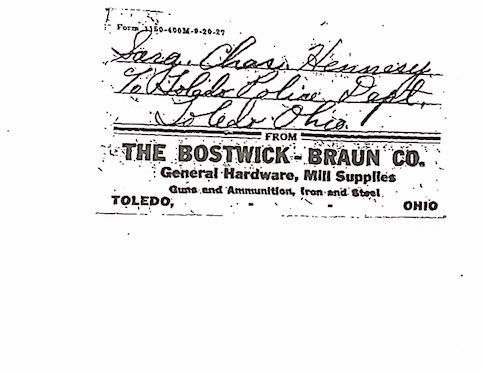 Form 1150-400M-9-20-27
Sarg. Chas. Hennesy
% Toledo Police Dept.
Toledo Ohio.
FROM
THE BOSTWICK-BRAUN CO.
General Hardware, Mill Supplies
Guns and Ammunition, Iron and Steel
TOLEDO, - - OHIO